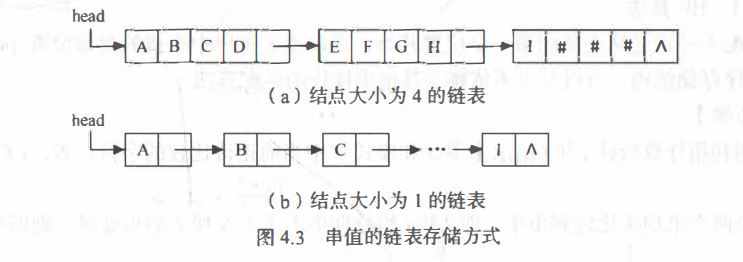 head
A B C D E F G H I # # # Λ
(a)结点大小为 4 的链表
head
A B C ··· I Λ
(b)结点大小为 1 的链表
图 4.3 串值的链表存储方式